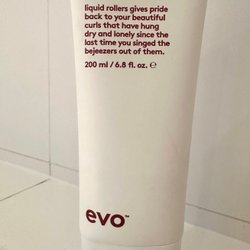 liquid rollers gives pride
back to your beautiful
curls that have hung
dry and lonely since the
last time you singed the
bejeezers out of them.
200 ml / 6.8 fl. oz. ℮
evo™